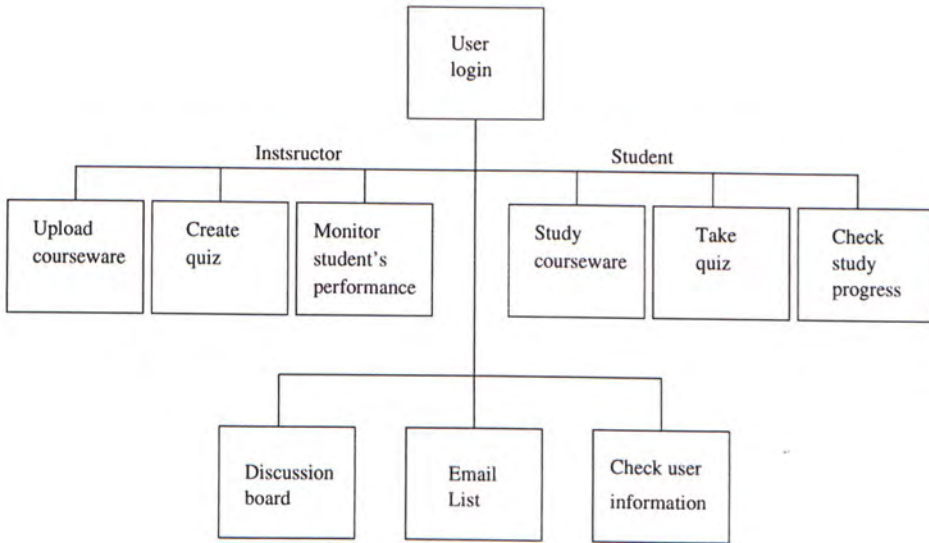 User
login
Instsructor
Student
Upload
courseware
Create
quiz
Monitor
student's
performance
Study
courseware
Take
quiz
Check
study
progress
Discussion
board
Email
List
Check user
information